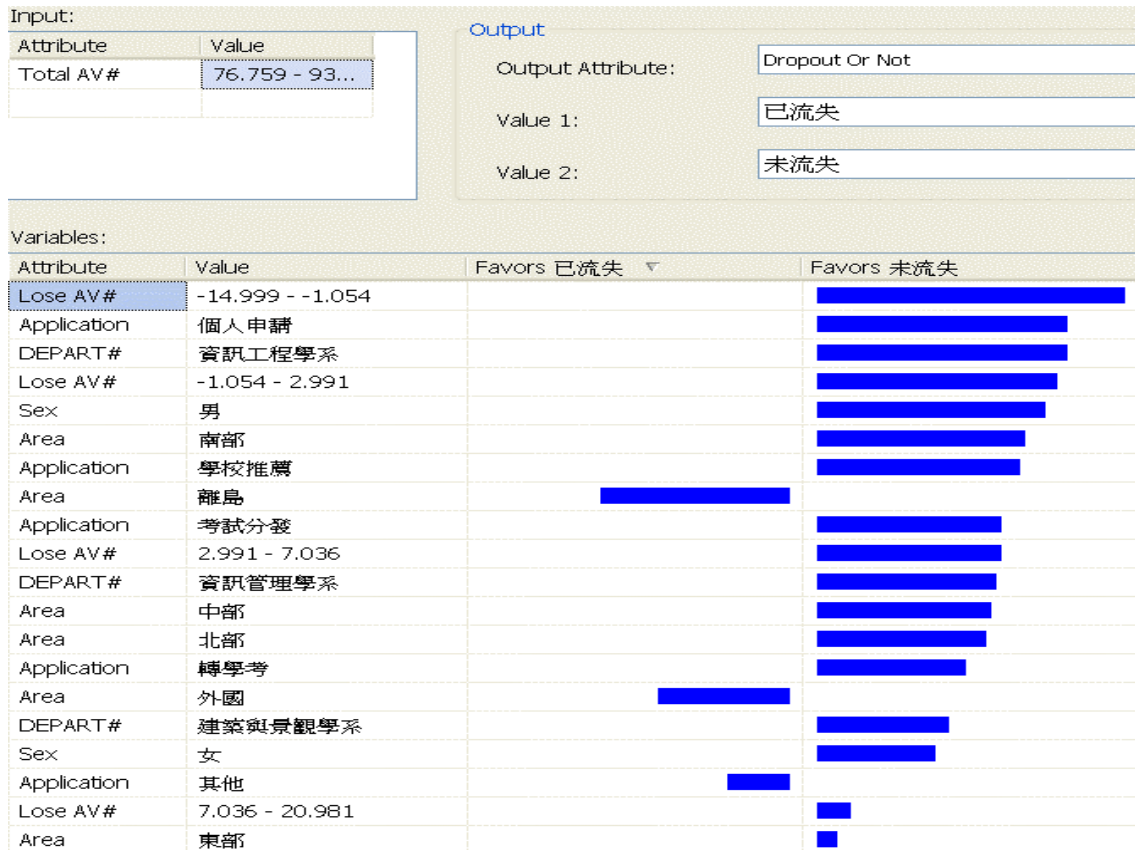 Input:
Attribute Value
Total AV# 76.759 - 93...
Output
Output Attribute: Dropout Or Not
Value 1: 已流失
Value 2: 未流失
Variables:
Attribute Value Favors 已流失 Favors 未流失
Lose AV# -14.999 - -1.054
Application 個人申請
DEPART# 資訊工程學系
Lose AV# -1.054 - 2.991
Sex 男
Area 南部
Application 學校推薦
Area 離島
Application 考試分發
Lose AV# 2.991 - 7.036
DEPART# 資訊管理學系
Area 中部
Area 北部
Application 轉學考
Area 外國
DEPART# 建築與景觀學系
Sex 女
Application 其他
Lose AV# 7.036 - 20.981
Area 東部